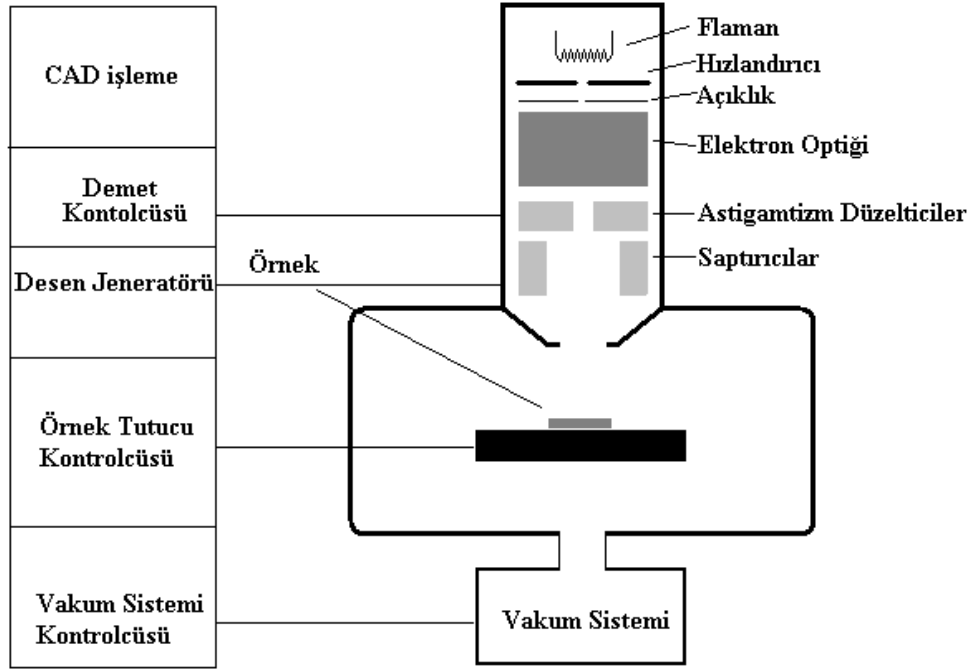 CAD işleme
Demet
Kontolcüsü
Desen Jeneratörü
Örnek Tutucu
Kontrolcüsü
Vakum Sistemi
Kontrolcüsü
Örnek
Flaman
Hızlandırıcı
Açıklık
Elektron Optiği
Astigamtizm Düzelticiler
Saptırıcılar
Vakum Sistemi